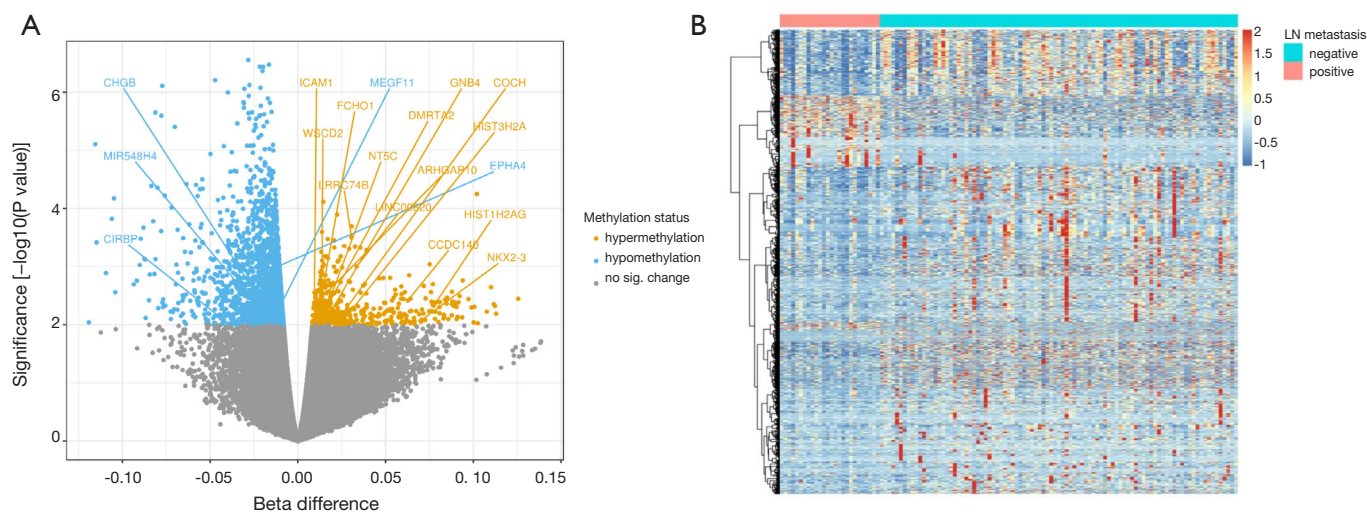 A
Significance [−log10(P value)]
6
4
2
0
CHGB
ICAM1
MEGF11
GNB4
COCH
FCHO1
DMRTA2
WSCD2
HIST3H2A
MIR548H4
NT5C
ARHGAP10
EPHA4
LRRC74B
HIST1H2AG
CIRBP
CCDC140
NKX2-3
-0.10
-0.05
0.00
0.05
0.10
0.15
Beta difference
Methylation status
hypermethylation
hypomethylation
no sig. change
B
2
1.5
1
0.5
0
-0.5
-1
LN metastasis
negative
positive